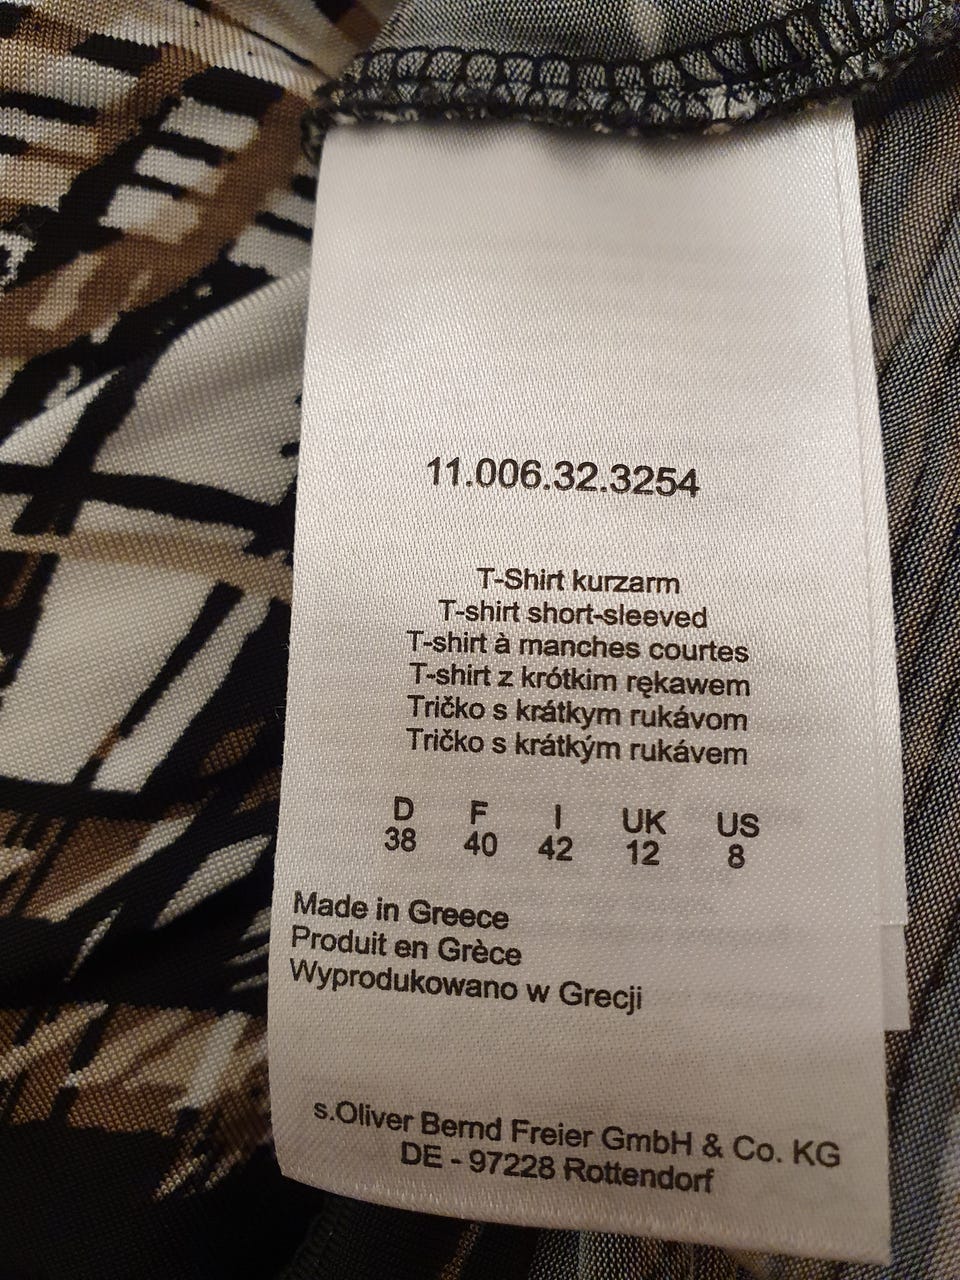 11.006.32.3254
T-Shirt kurzarm
T-shirt short-sleeved
T-shirt à manches courtes
T-shirt z krótkim rękawem
Tričko s krátkym rukávom
Tričko s krátkým rukávem
D F I UK US
38 40 42 12 8
Made in Greece
Produit en Grèce
Wyprodukowano w Grecji
s.Oliver Bernd Freier GmbH & Co. KG
DE - 97228 Rottendorf